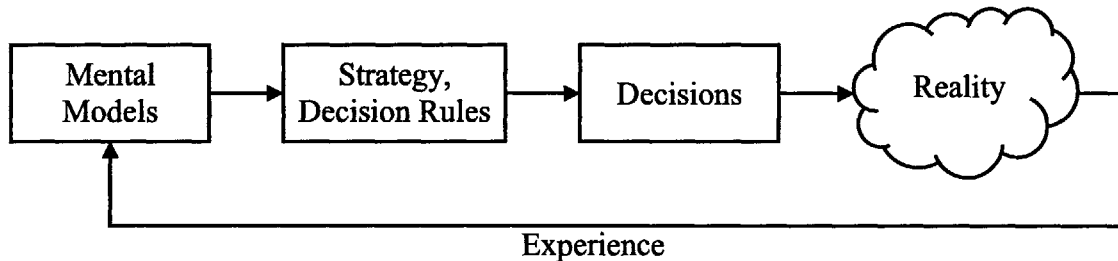 Mental
Models
Strategy,
Decision Rules
Decisions
Reality
Experience